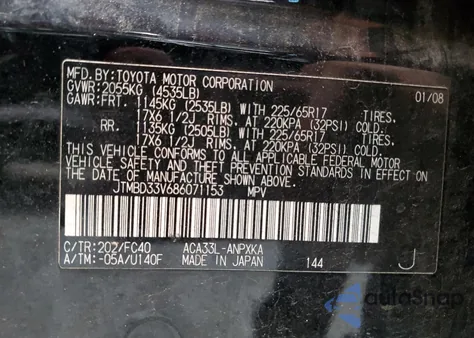 MFD.BY:TOYOTA MOTOR CORPORATION 01/08
GVWR:2055KG (4535LB)
GAWR:FRT. 1145KG (2535LB) WITH 225/65R17 TIRES.
17X6 1/2J RIMS. AT 220KPA (32PSI) COLD.
RR. 1135KG (2505LB) WITH 225/65R17 TIRES.
17X6 1/2J RIMS. AT 220KPA (32PSI) COLD.
THIS VEHICLE CONFORMS TO ALL APPLICABLE FEDERAL MOTOR
VEHICLE SAFETY AND THEFT PREVENTION STANDARDS IN EFFECT ON
THE DATE OF MANUFACTURE SHOWN ABOVE.
JTMBD33V686071153 MPV
C/TR:202/FC40 ACA33L-ANPXKA
A/TM:-05A/U140F MADE IN JAPAN 144 J
autosnap